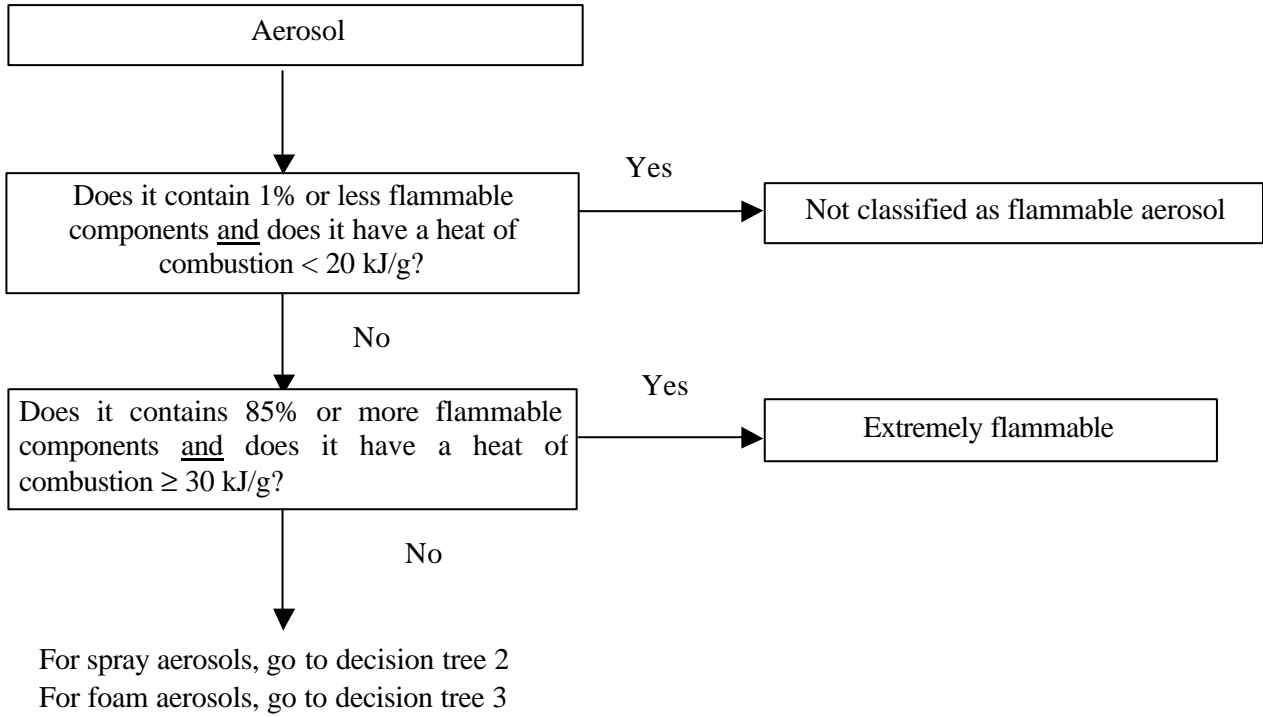 Aerosol
Yes
Does it contain 1% or less flammable
components and does it have a heat of
combustion < 20 kJ/g?
Not classified as flammable aerosol
No
Yes
Does it contains 85% or more flammable
components and does it have a heat of
combustion ≥ 30 kJ/g?
Extremely flammable
No
For spray aerosols, go to decision tree 2
For foam aerosols, go to decision tree 3